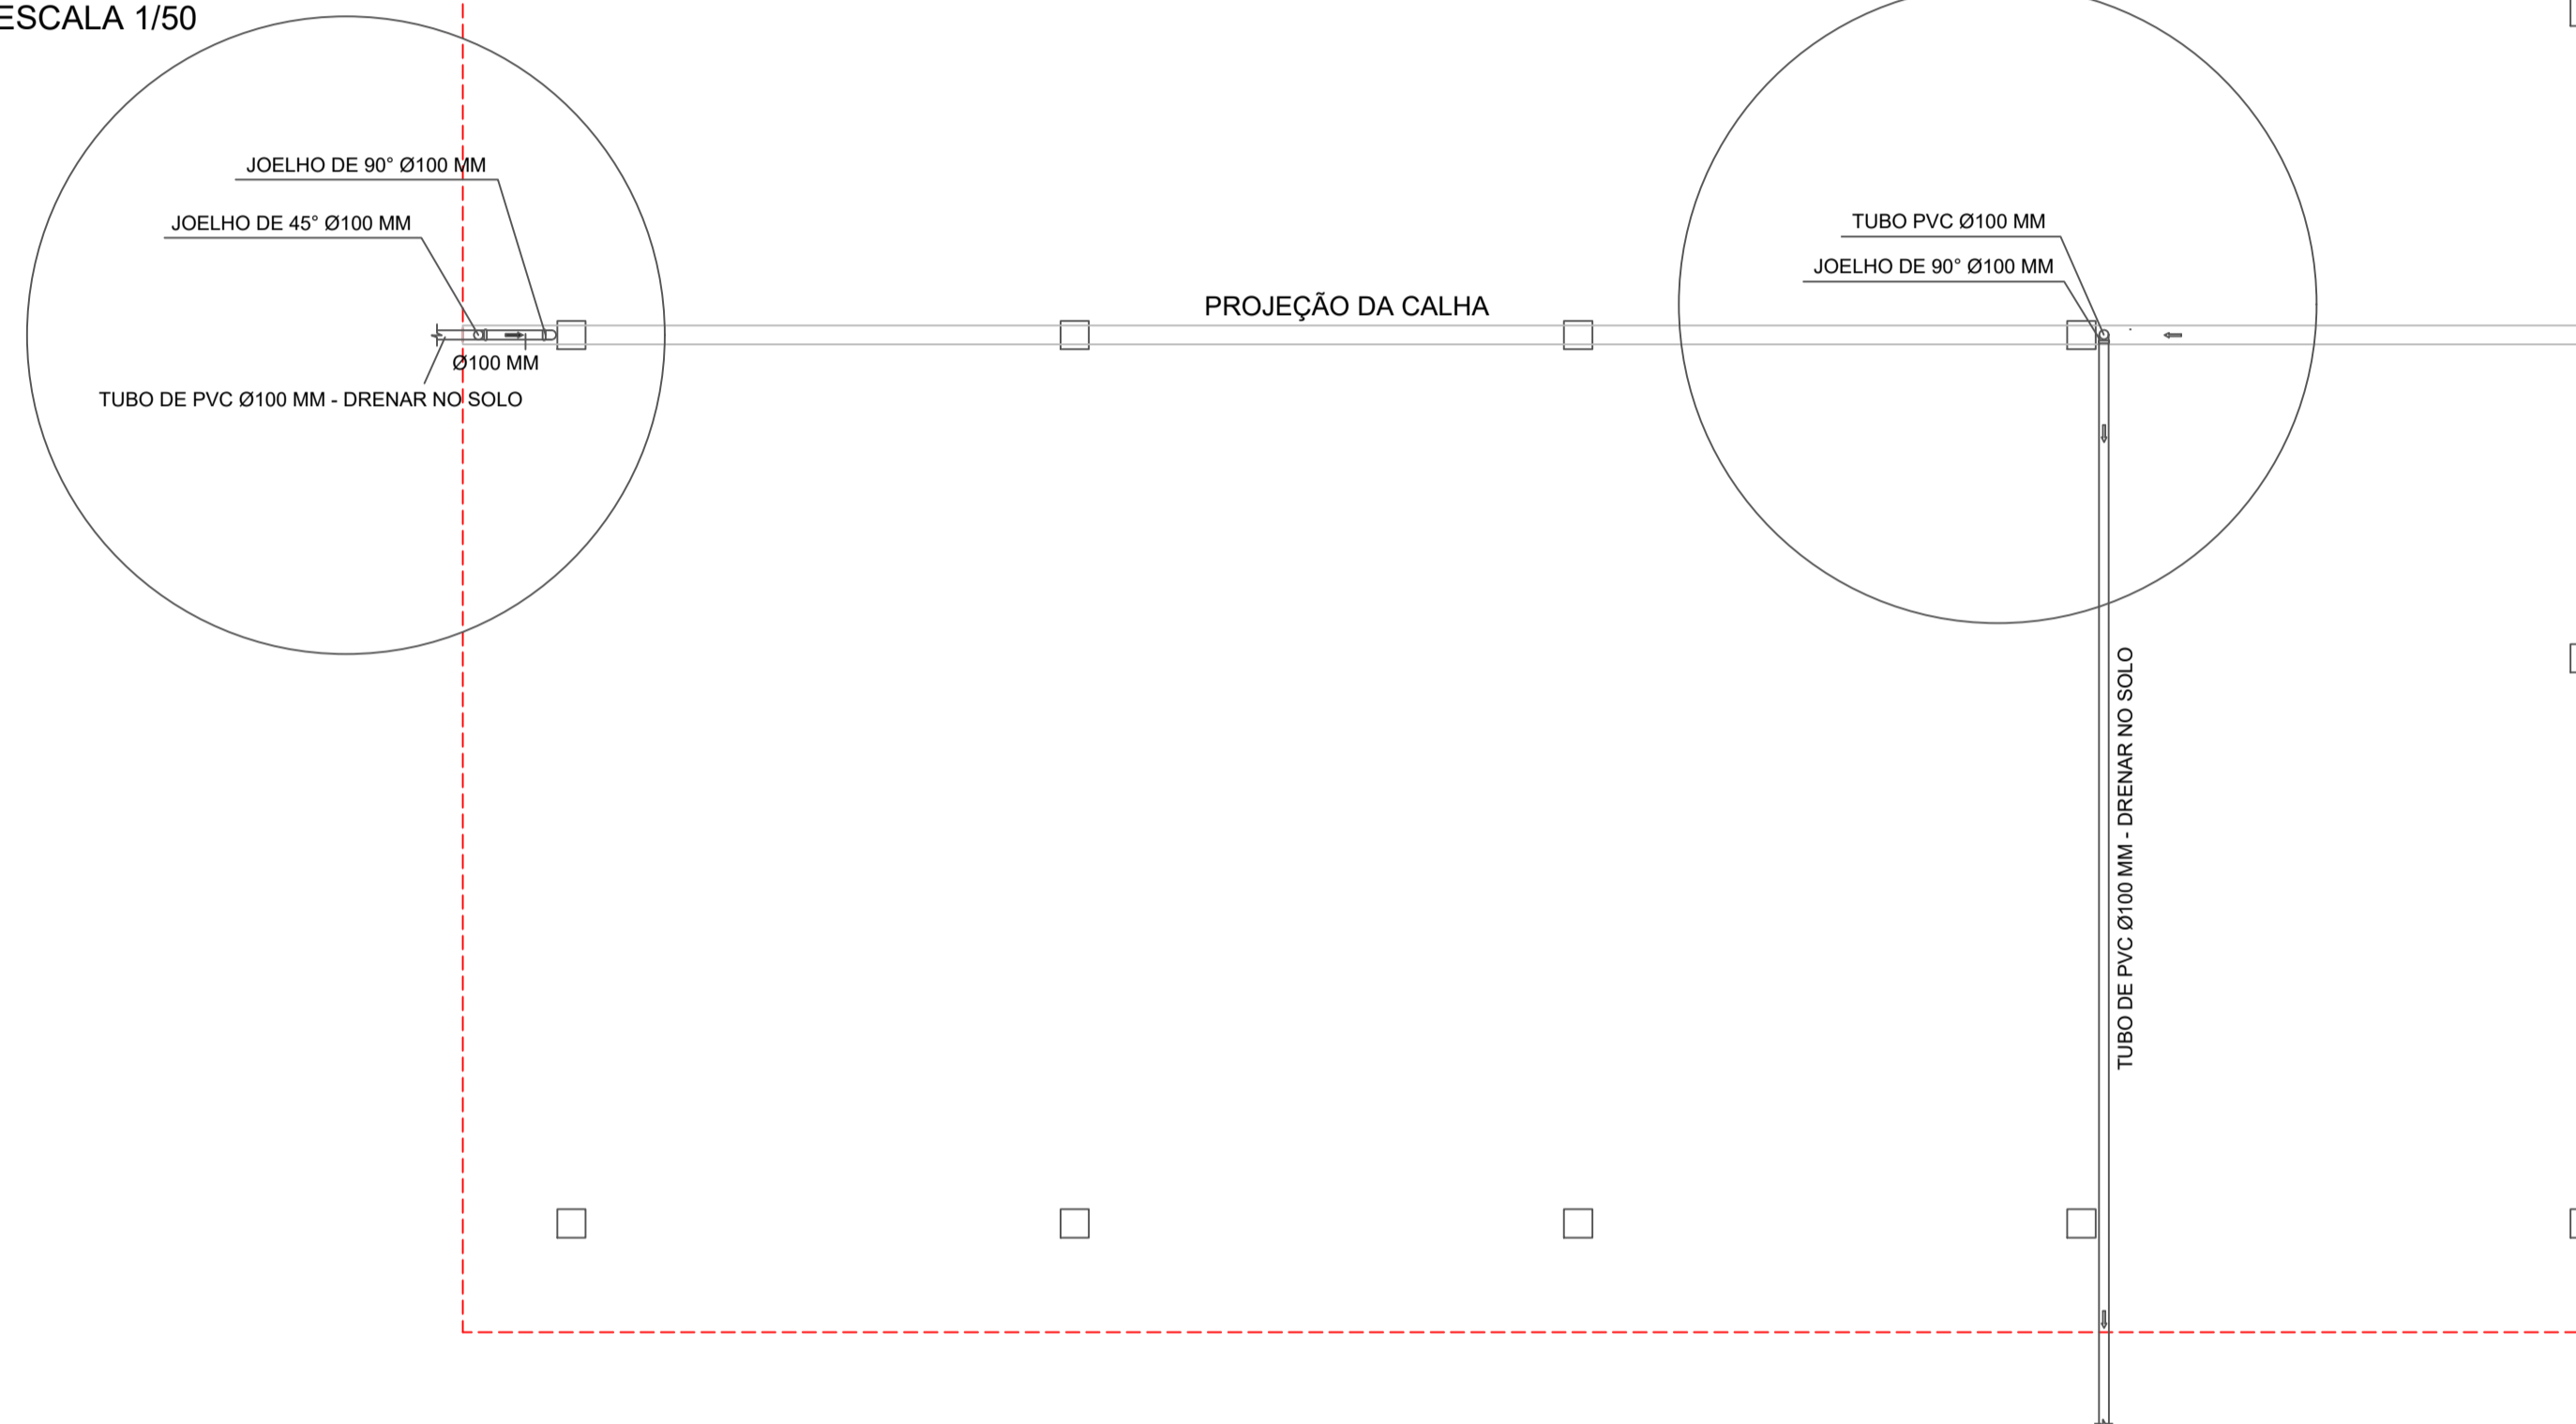 ESCALA 1/50
JOELHO DE 90° Ø100 MM
JOELHO DE 45° Ø100 MM
Ø100 MM
TUBO DE PVC Ø100 MM - DRENAR NO SOLO
PROJEÇÃO DA CALHA
TUBO PVC Ø100 MM
JOELHO DE 90° Ø100 MM
TUBO DE PVC Ø100 MM - DRENAR NO SOLO